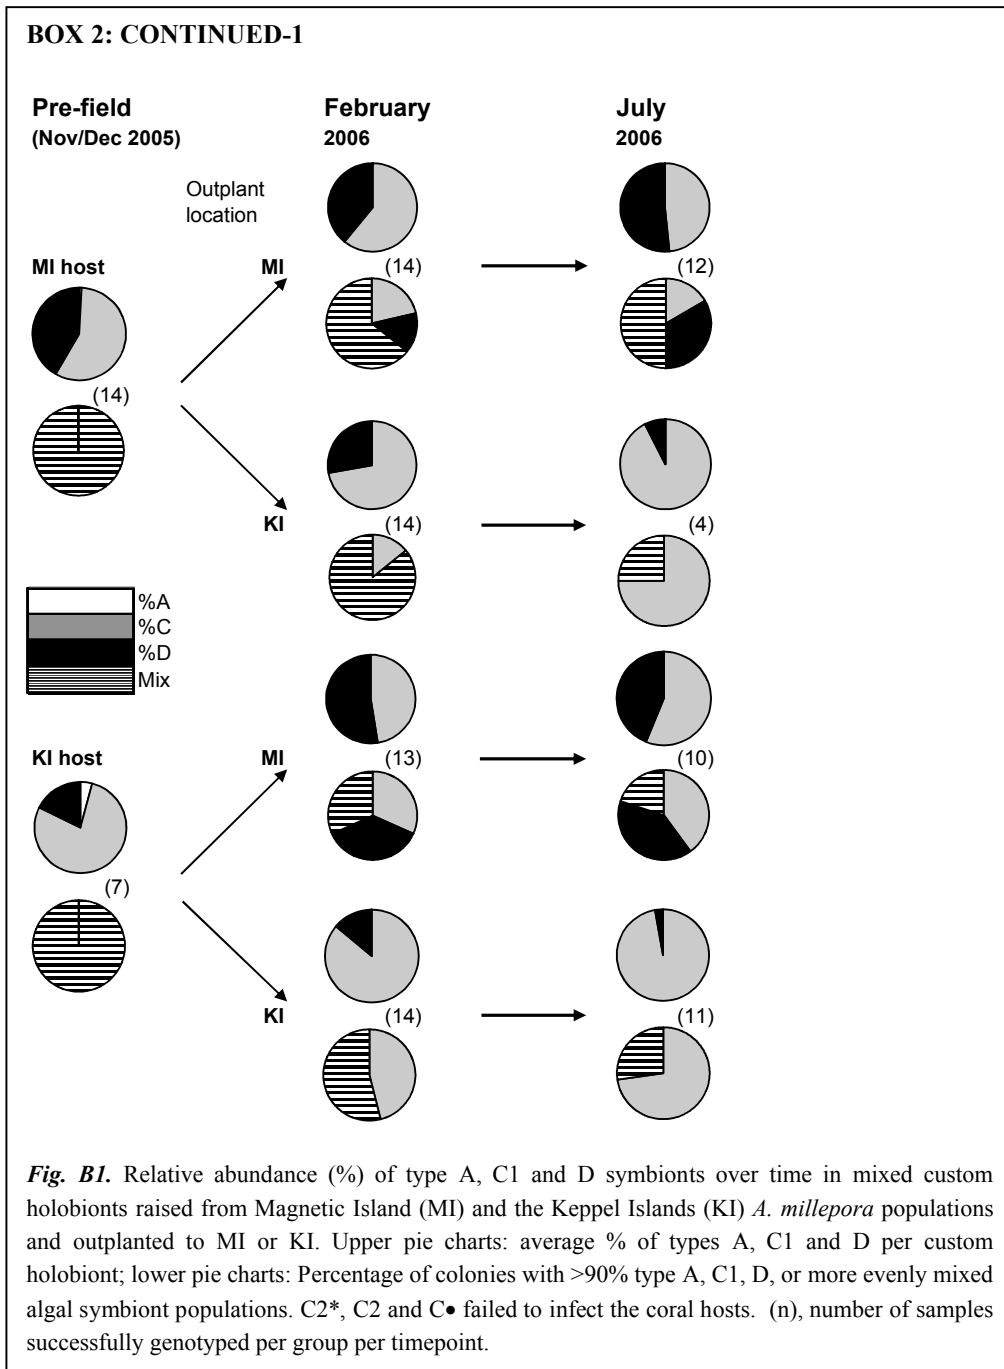 BOX 2: CONTINUED-1
Pre-field
(Nov/Dec 2005)
February
2006
July
2006
Outplant
location
MI host
MI
(14)
(12)
(14)
KI
(14)
(4)
%A
%C
%D
Mix
KI host
MI
(13)
(10)
(7)
KI
(14)
(11)
Fig. B1. Relative abundance (%) of type A, C1 and D symbionts over time in mixed custom
holobionts raised from Magnetic Island (MI) and the Keppel Islands (KI) A. millepora populations
and outplanted to MI or KI. Upper pie charts: average % of types A, C1 and D per custom
holobiont; lower pie charts: Percentage of colonies with >90% type A, C1, D, or more evenly mixed
algal symbiont populations. C2*, C2 and C• failed to infect the coral hosts. (n), number of samples
successfully genotyped per group per timepoint.